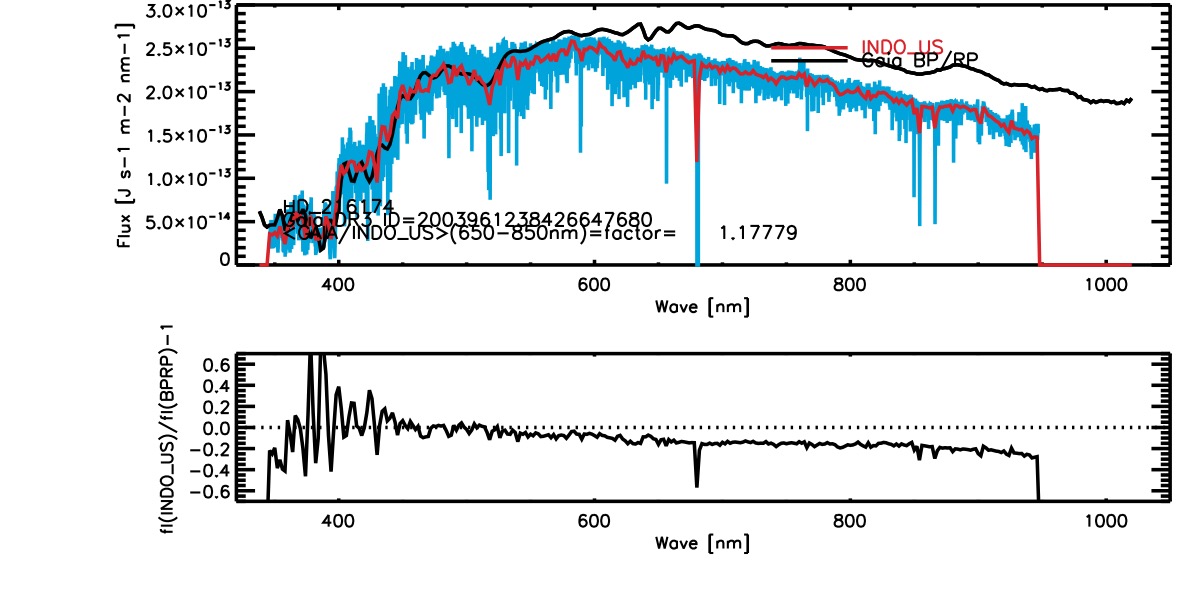 3.0×10−13
2.5×10−13
2.0×10−13
1.5×10−13
1.0×10−13
5.0×10−14
0
Flux [J s−1 m−2 nm−1]
INDO_US
Gaia BP/RP
HD_216174
Gaia DR3 ID=2003961238426647680
<GAIA/INDO_US>(650−850nm)=factor= 1.17779
400 600 800 1000
Wave [nm]
0.6
0.4
0.2
0.0
−0.2
−0.4
−0.6
fl(INDO_US)/fl(BPRP)−1
400 600 800 1000
Wave [nm]